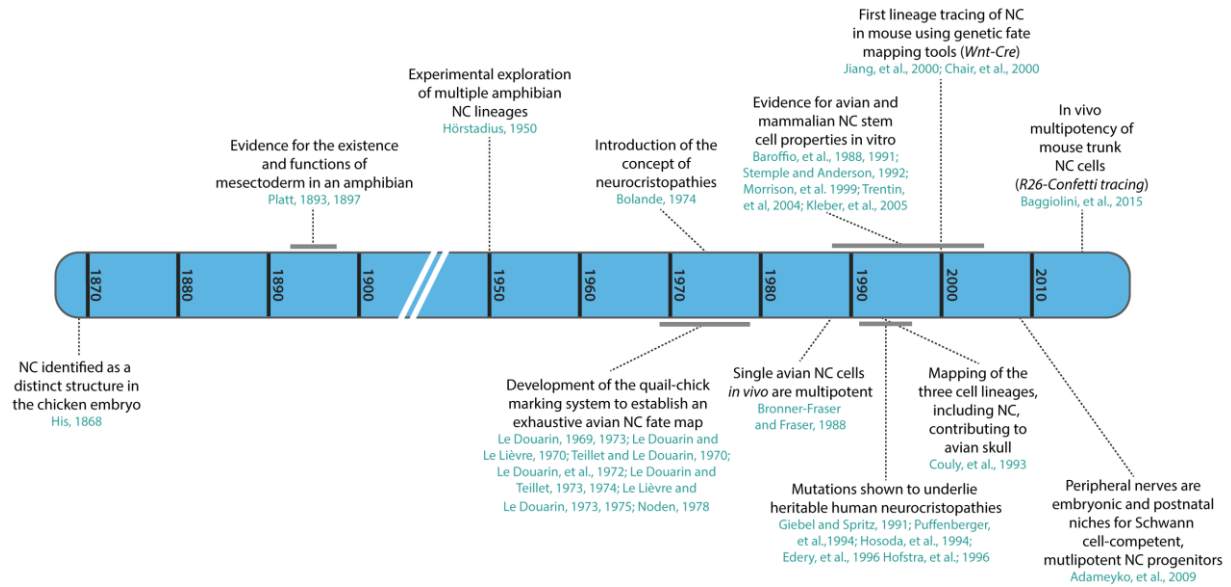 First lineage tracing of NC
in mouse using genetic fate
mapping tools (Wnt-Cre)
Jiang, et al., 2000; Chair, et al., 2000
Experimental exploration
of multiple amphibian
NC lineages
Hörstadius, 1950
Evidence for avian and
mammalian NC stem
cell properties in vitro
Baroffio, et al., 1988, 1991;
Stemple and Anderson, 1992;
Morrison, et al. 1999; Trentin,
et al, 2004; Kleber, et al., 2005
In vivo
multipotency of
mouse trunk
NC cells
(R26-Confetti tracing)
Baggiolini, et al., 2015
Evidence for the existence
and functions of
mesectoderm in an amphibian
Platt, 1893, 1897
Introduction of the
concept of
neurocristopathies
Bolande, 1974
1870
1880
1890
1900
1950
1960
1970
1980
1990
2000
2010
NC identified as a
distinct structure in
the chicken embryo
His, 1868
Development of the quail-chick
marking system to establish an
exhaustive avian NC fate map
Le Douarin, 1969, 1973; Le Douarin and
Le Lièvre, 1970; Teillet and Le Douarin, 1970;
Le Douarin, et al., 1972; Le Douarin and
Teillet, 1973, 1974; Le Lièvre and
Le Douarin, 1973, 1975; Noden, 1978
Single avian NC cells
in vivo are multipotent
Bronner-Fraser
and Fraser, 1988
Mapping of the
three cell lineages,
including NC,
contributing to
avian skull
Couly, et al., 1993
Mutations shown to underlie
heritable human neurocristopathies
Giebel and Spritz, 1991; Puffenberger,
et al.,1994; Hosoda, et al., 1994;
Edery, et al., 1996 Hofstra, et al.; 1996
Peripheral nerves are
embryonic and postnatal
niches for Schwann
cell-competent,
mutlipotent NC progenitors
Adameyko, et al., 2009